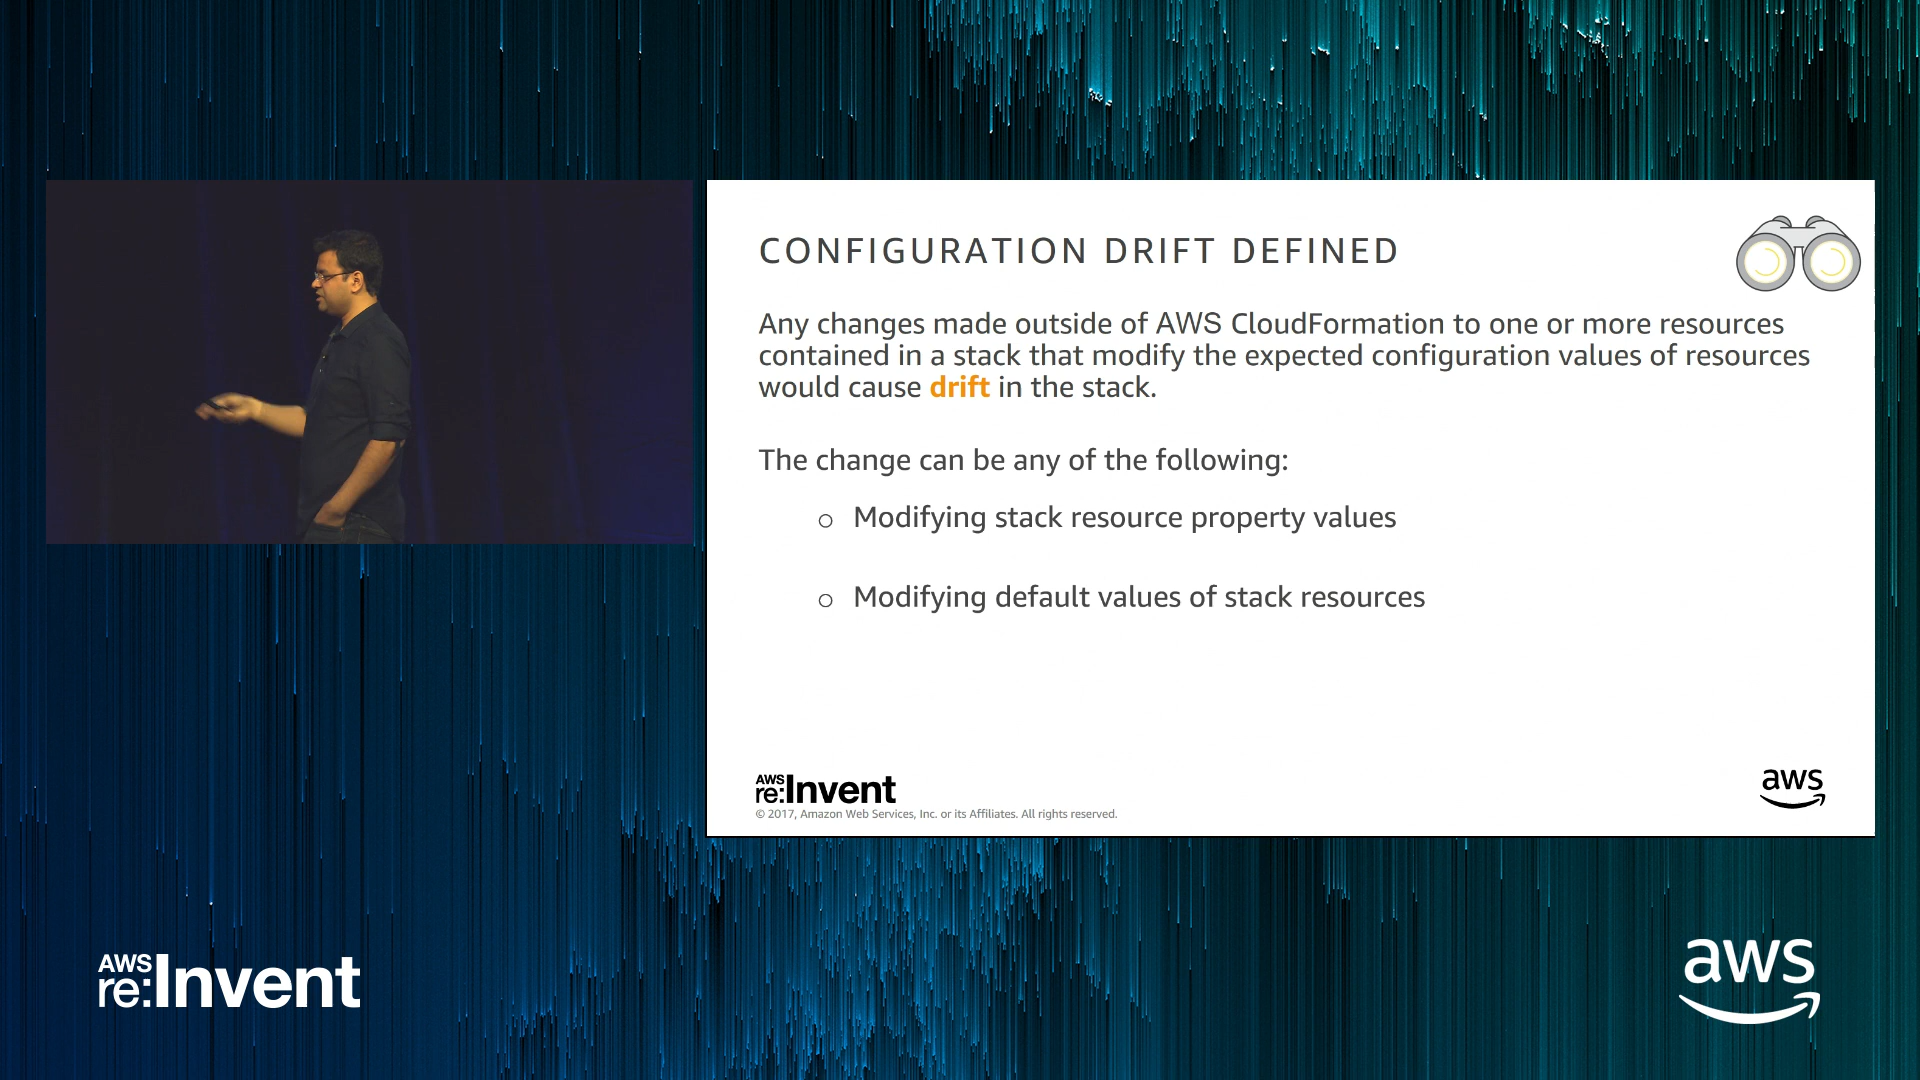 CONFIGURATION DRIFT DEFINED
Any changes made outside of AWS CloudFormation to one or more resources
contained in a stack that modify the expected configuration values of resources
would cause drift in the stack.
The change can be any of the following:
o Modifying stack resource property values
o Modifying default values of stack resources
AWS
re:Invent
© 2017, Amazon Web Services, Inc. or its Affiliates. All rights reserved.
aws
AWS
re:Invent
aws